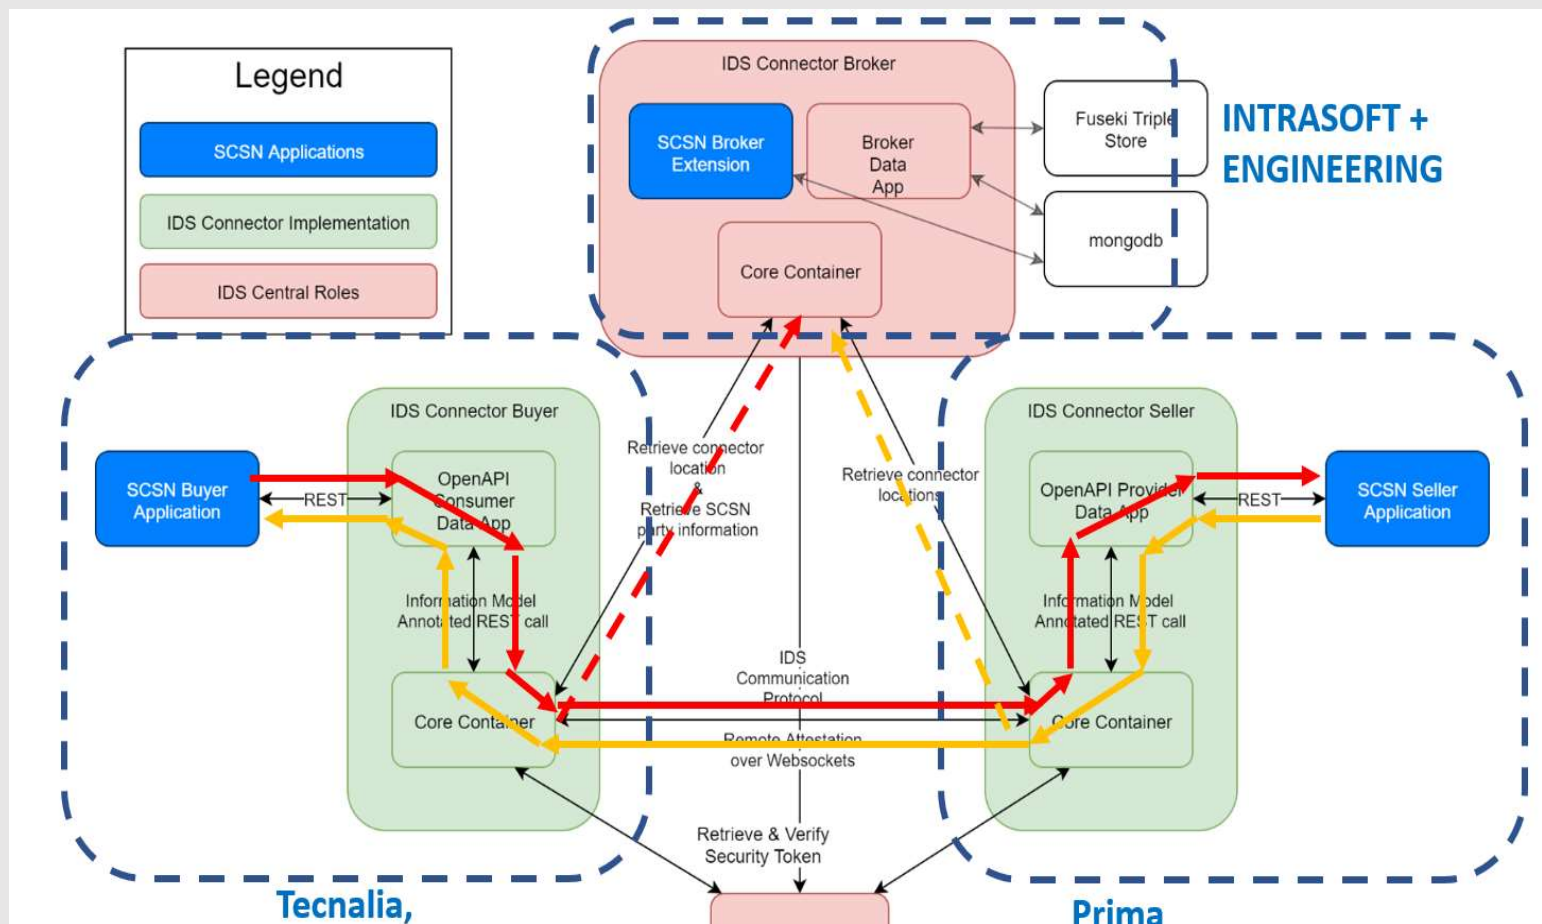 Legend
SCSN Applications
IDS Connector Implementation
IDS Central Roles
IDS Connector Broker
SCSN Broker
Extension
Broker
Data
App
Core Container
Fuseki Triple
Store
mongodb
INTRASOFT +
ENGINEERING
IDS Connector Buyer
SCSN Buyer
Application
REST
OpenAPI
Consumer
Data App
Information Model
Annotated REST call
Core Container
Retrieve connector
location
&
Retrieve SCSN
party information
Retrieve connector
locations
IDS
Communication
Protocol
Remote Attestation
over Websockets
Retrieve & Verify
Security Token
IDS Connector Seller
OpenAPI Provider
Data App
REST
SCSN Seller
Application
Information Model
Annotated REST call
Core Container
Tecnalia,
Prima